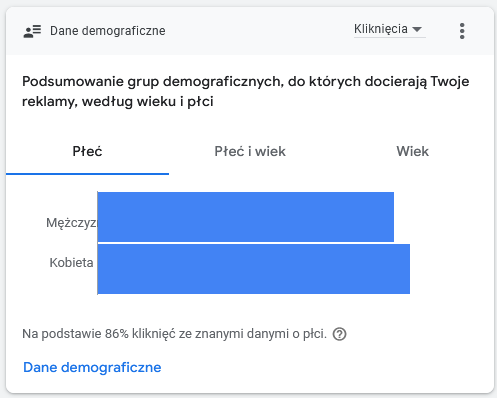 Dane demograficzne
Kliknięcia
Podsumowanie grup demograficznych, do których docierają Twoje
reklamy, według wieku i płci
Płeć
Płeć i wiek
Wiek
Mężczyz
Kobieta
Na podstawie 86% kliknięć ze znanymi danymi o płci.
Dane demograficzne